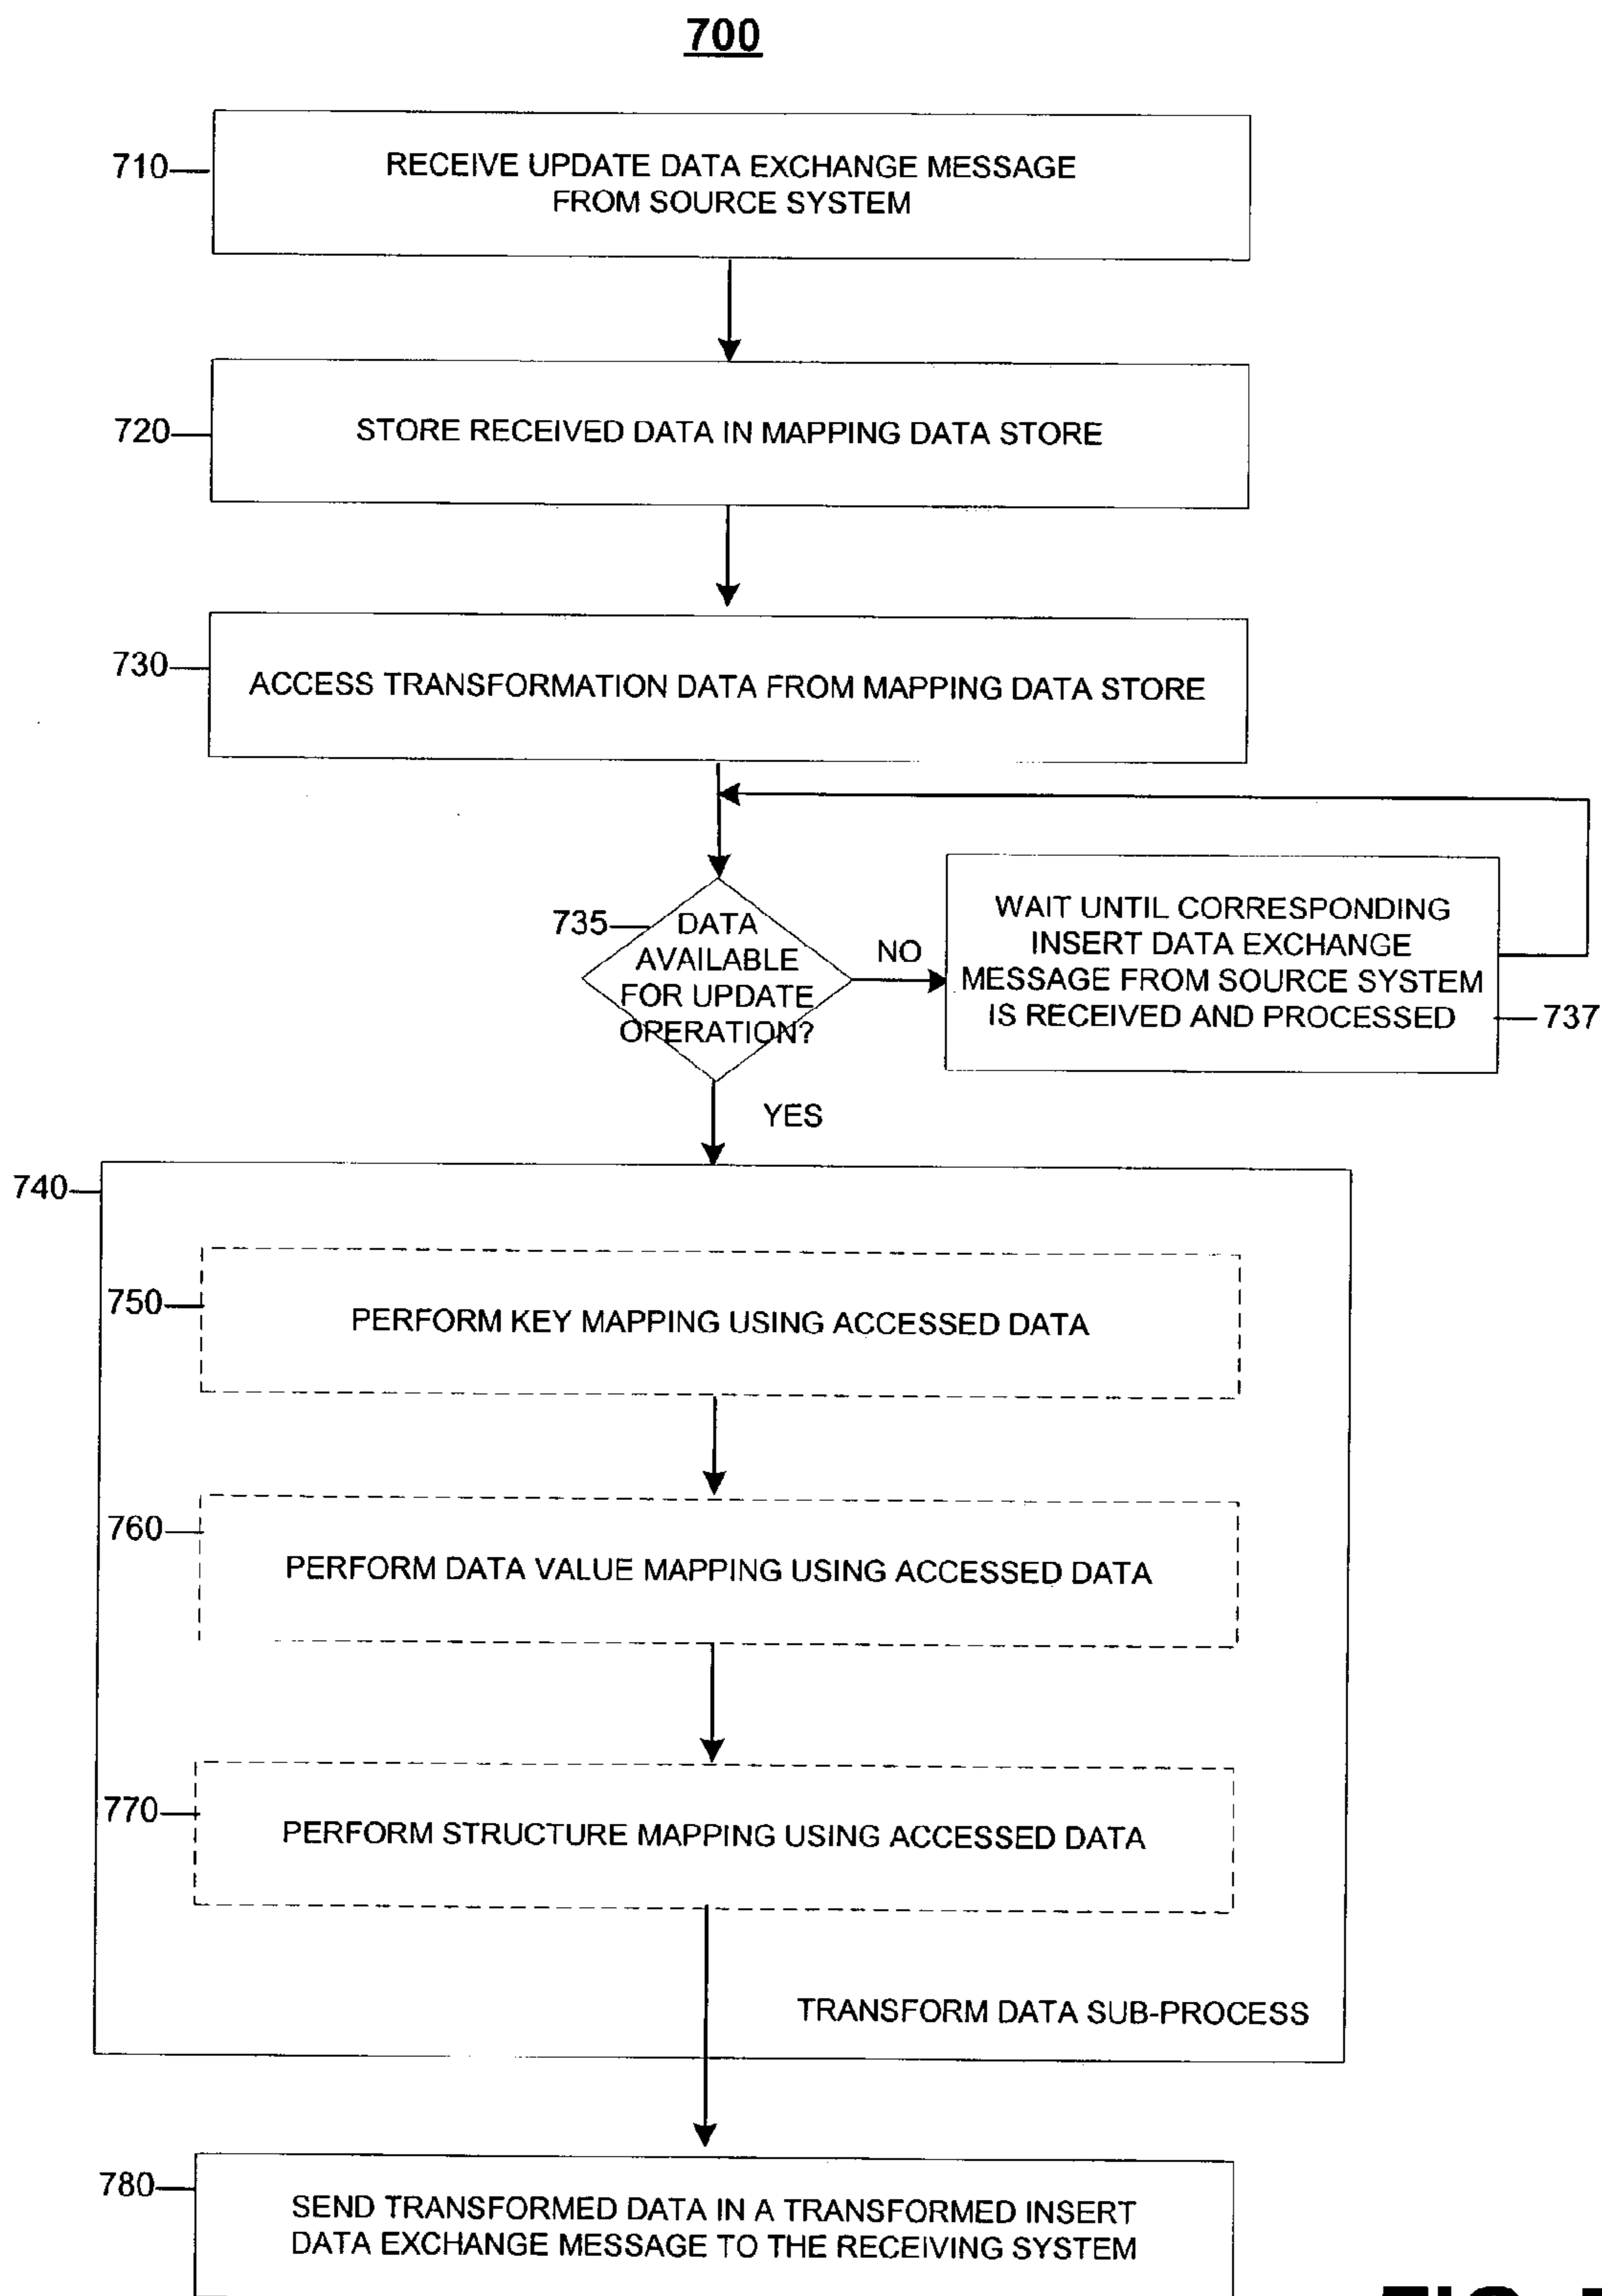 700
710
RECEIVE UPDATE DATA EXCHANGE MESSAGE
FROM SOURCE SYSTEM
720
STORE RECEIVED DATA IN MAPPING DATA STORE
730
ACCESS TRANSFORMATION DATA FROM MAPPING DATA STORE
735
DATA
AVAILABLE
FOR UPDATE
OPERATION?
NO
WAIT UNTIL CORRESPONDING
INSERT DATA EXCHANGE
MESSAGE FROM SOURCE SYSTEM
IS RECEIVED AND PROCESSED
737
YES
740
750
PERFORM KEY MAPPING USING ACCESSED DATA
760
PERFORM DATA VALUE MAPPING USING ACCESSED DATA
770
PERFORM STRUCTURE MAPPING USING ACCESSED DATA
TRANSFORM DATA SUB-PROCESS
780
SEND TRANSFORMED DATA IN A TRANSFORMED INSERT
DATA EXCHANGE MESSAGE TO THE RECEIVING SYSTEM